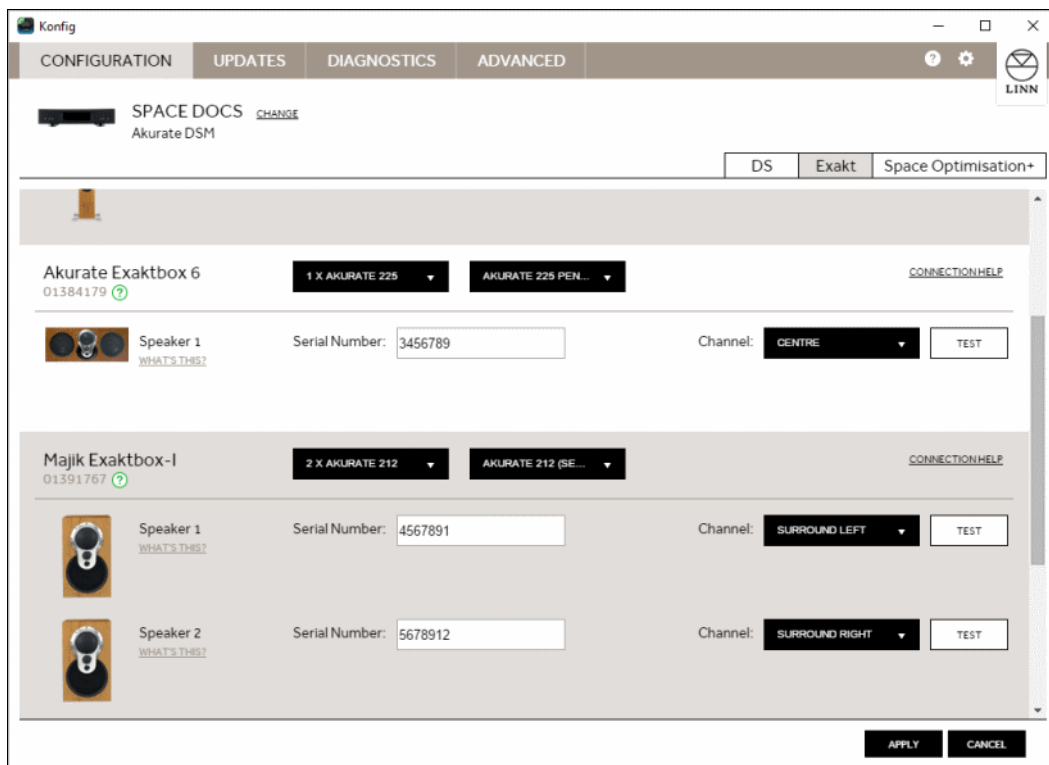 Konfig
CONFIGURATION UPDATES DIAGNOSTICS ADVANCED
LINN
SPACE DOCS CHANGE
Akurate DSM
DS Exakt Space Optimisation+
Akurate Exaktbox 6 1 X AKURATE 225 AKURATE 225 PEN... CONNECTION HELP
01384179 ?
Speaker 1 Serial Number: 3456789 Channel: CENTRE TEST
WHAT'S THIS?
Majik Exaktbox-I 2 X AKURATE 212 AKURATE 212 (SE... CONNECTION HELP
01391767 ?
Speaker 1 Serial Number: 4567891 Channel: SURROUND LEFT TEST
WHAT'S THIS?
Speaker 2 Serial Number: 5678912 Channel: SURROUND RIGHT TEST
WHAT'S THIS?
APPLY CANCEL